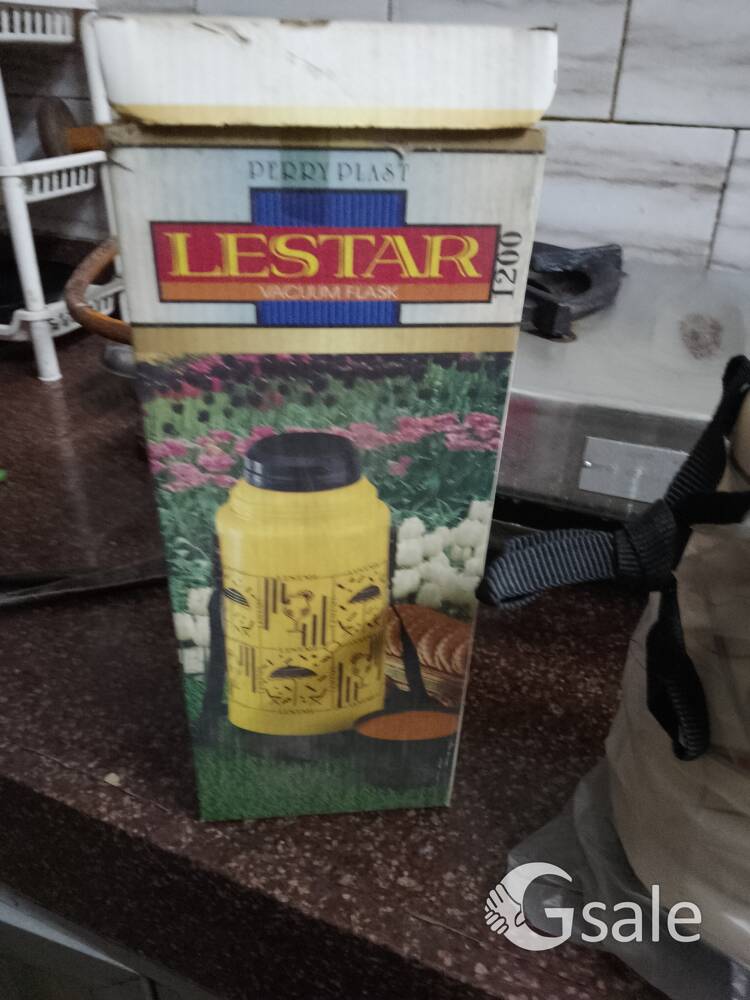 PERRY PLAST
LESTAR
VACUUM FLASK
1200
Gsale